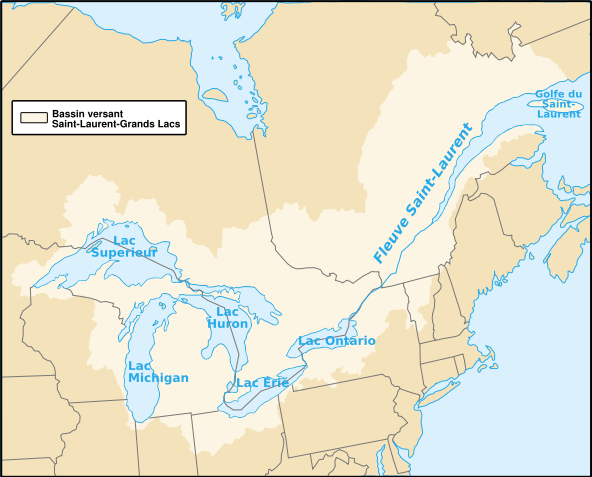 Bassin versant
Saint-Laurent-Grands Lacs
Golfe du
Saint-
Laurent
Fleuve Saint-Laurent
Lac
Superieur
Lac
Huron
Lac Ontario
Lac
Michigan
Lac Erié